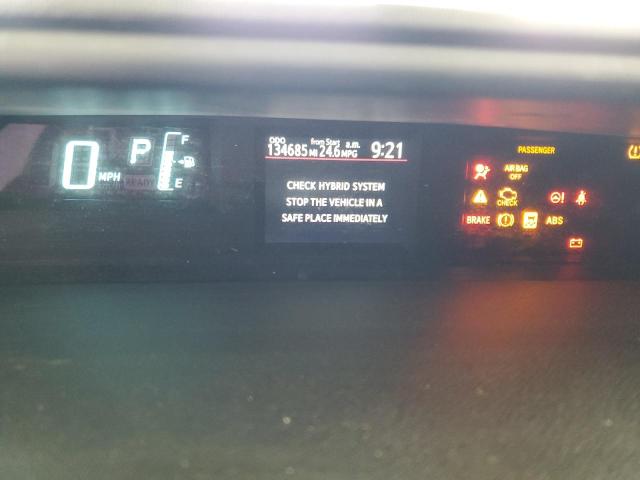 0 MPH
P
READY
F
E
ODO from Start a.m.
134685 MI 24.6 MPG 9:21
CHECK HYBRID SYSTEM
STOP THE VEHICLE IN A
SAFE PLACE IMMEDIATELY
PASSENGER
AIR BAG
OFF
CHECK
BRAKE ABS